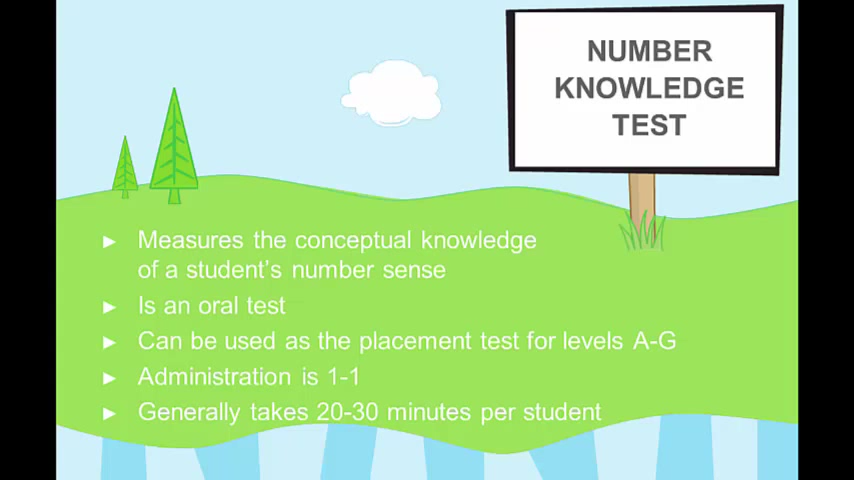 NUMBER
KNOWLEDGE
TEST
► Measures the conceptual knowledge
of a student's number sense
► Is an oral test
► Can be used as the placement test for levels A-G
► Administration is 1-1
► Generally takes 20-30 minutes per student